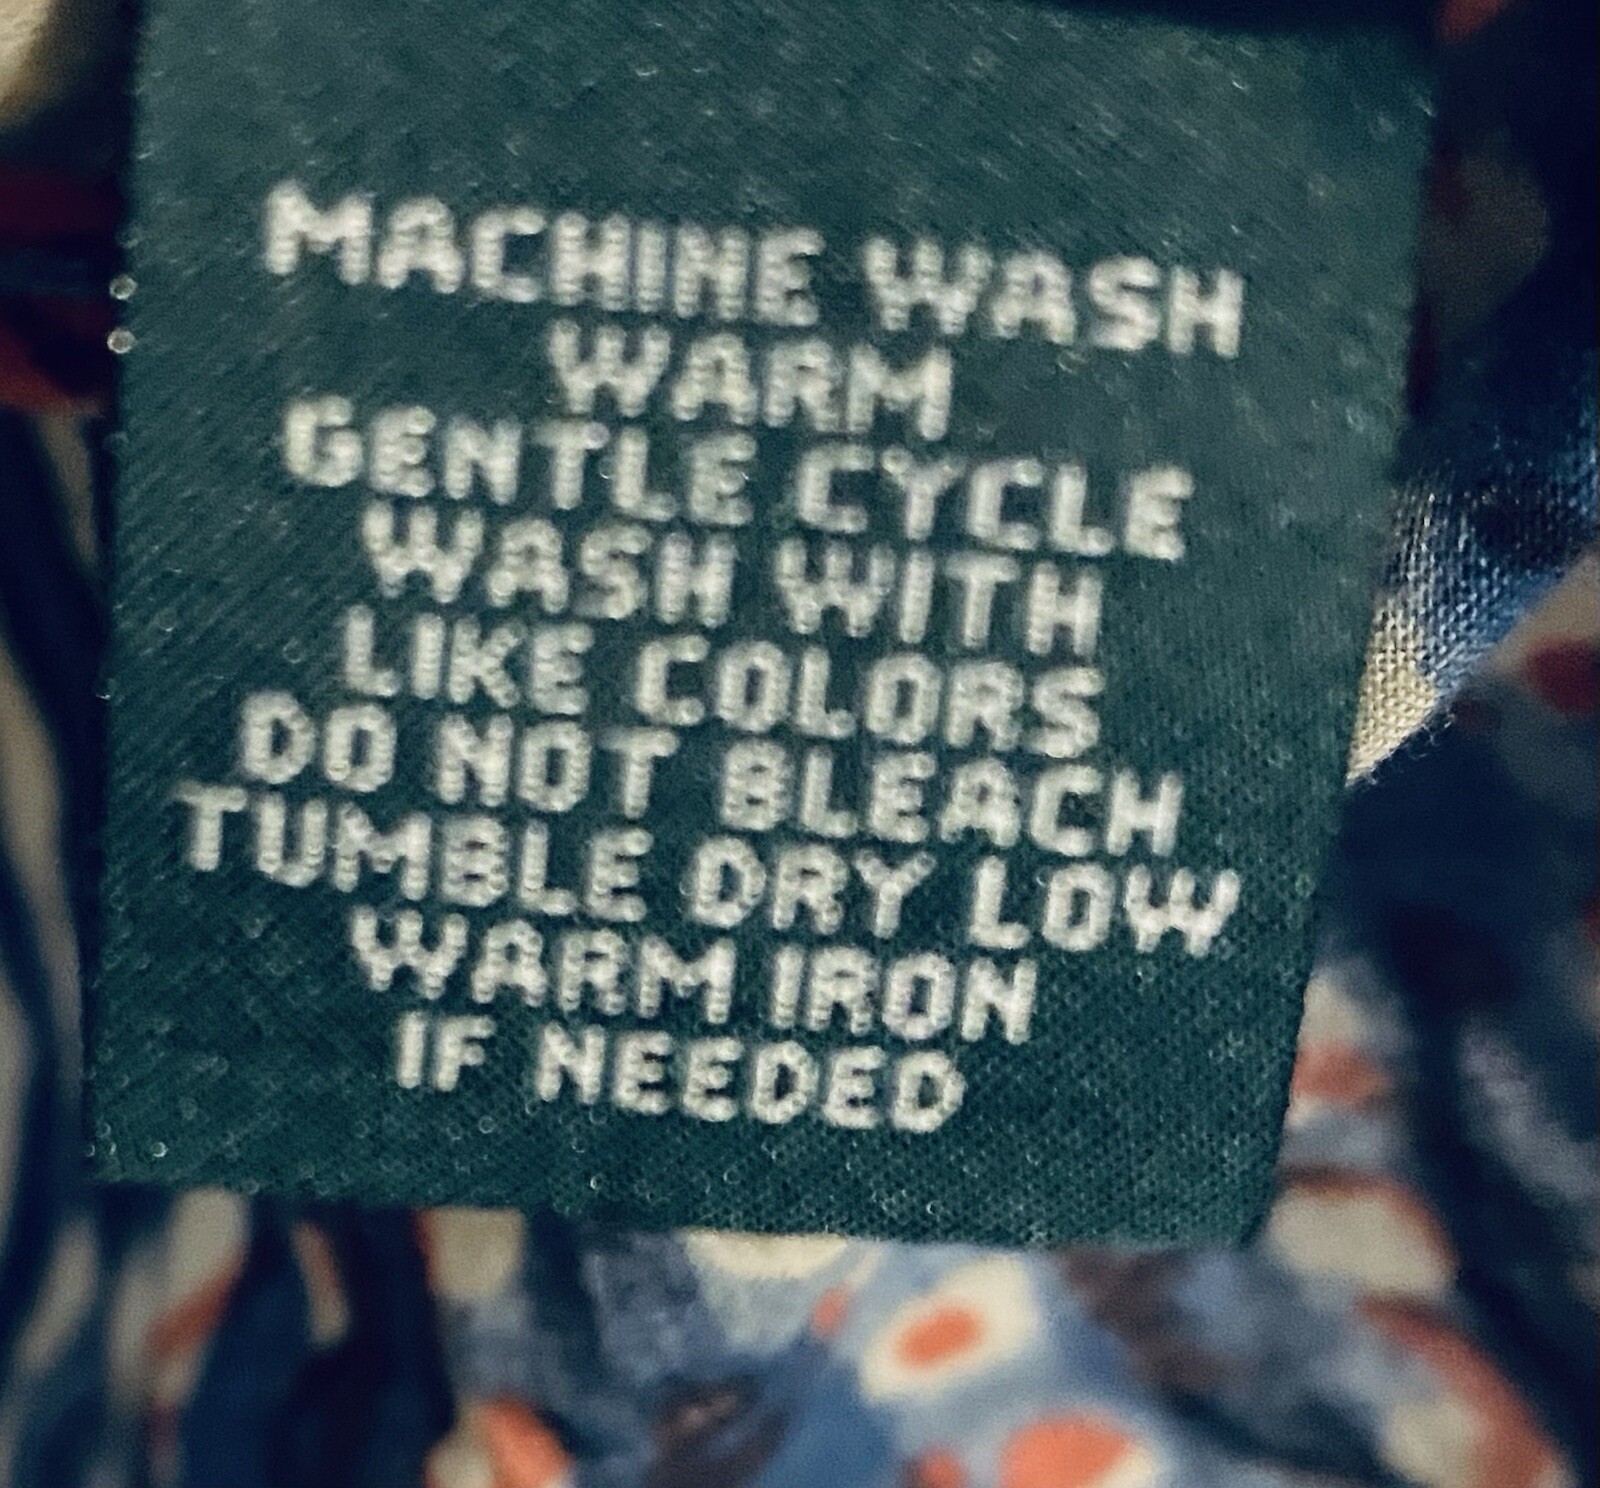 MACHINE WASH
WARM
GENTLE CYCLE
WASH WITH
LIKE COLORS
DO NOT BLEACH
TUMBLE DRY LOW
WARM IRON
IF NEEDED